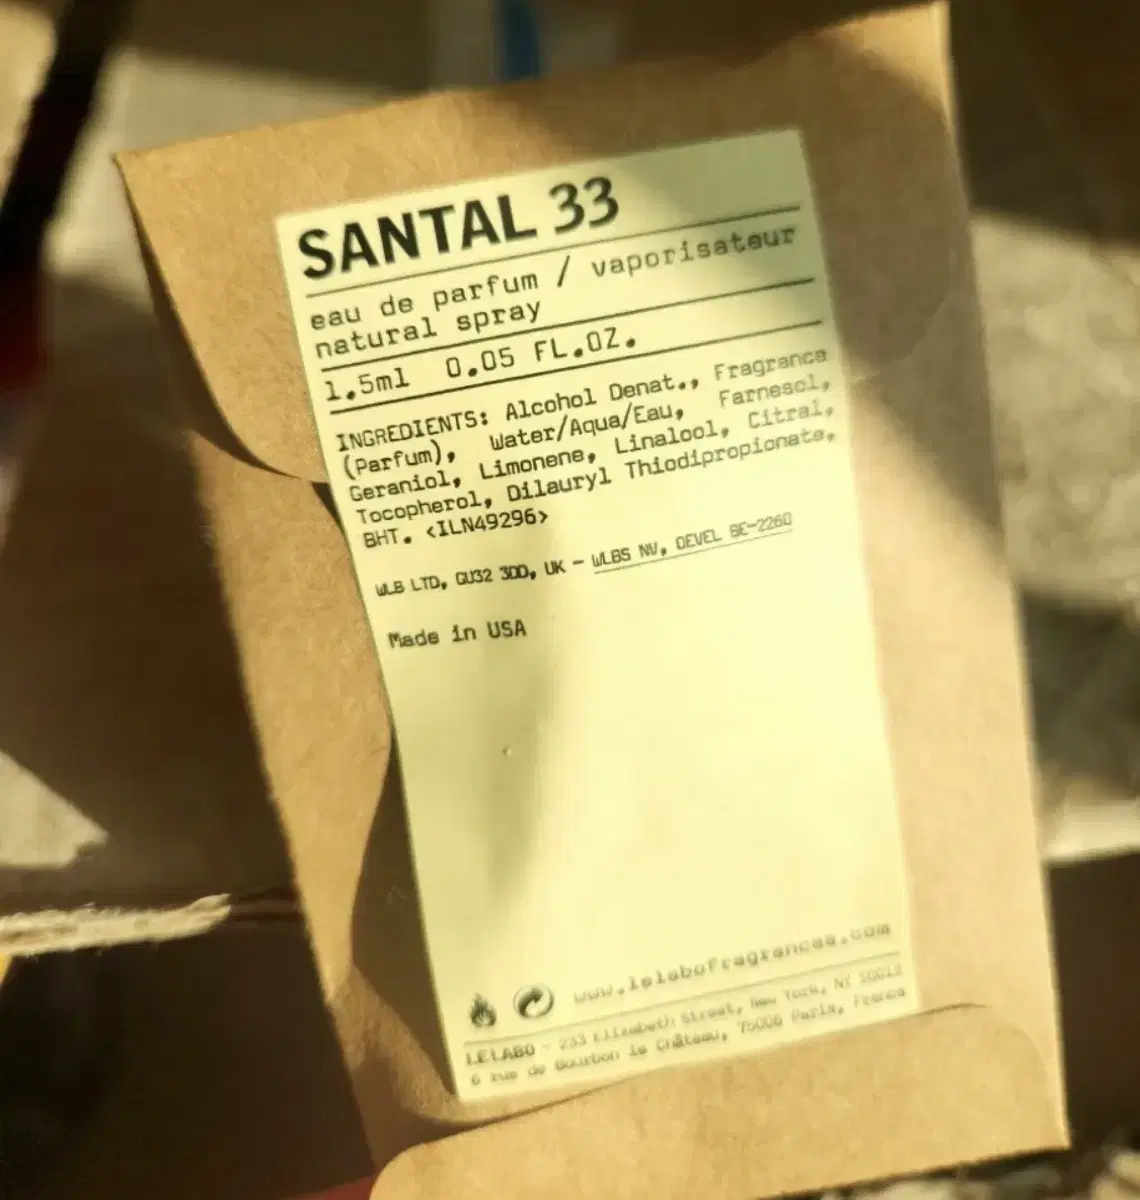 SANTAL 33
eau de parfum / vaporisateur
natural spray
1.5ml 0.05 FL.OZ.
INGREDIENTS: Alcohol Denat., Fragrance
(Parfum), Water/Aqua/Eau, Farnesol,
Geraniol, Limonene, Linalool, Citral,
Tocopherol, Dilauryl Thiodipropionate,
BHT. <ILN49296>
WLB LTD, GU32 3DD, UK - WLBS NV, DEVEL BE-2260
Made in USA
www.lelabofragrances.com
LELABO - 233 Elizabeth Street, New York, NY 10012
6 rue de Bourbon le Château, 75006 Paris, France